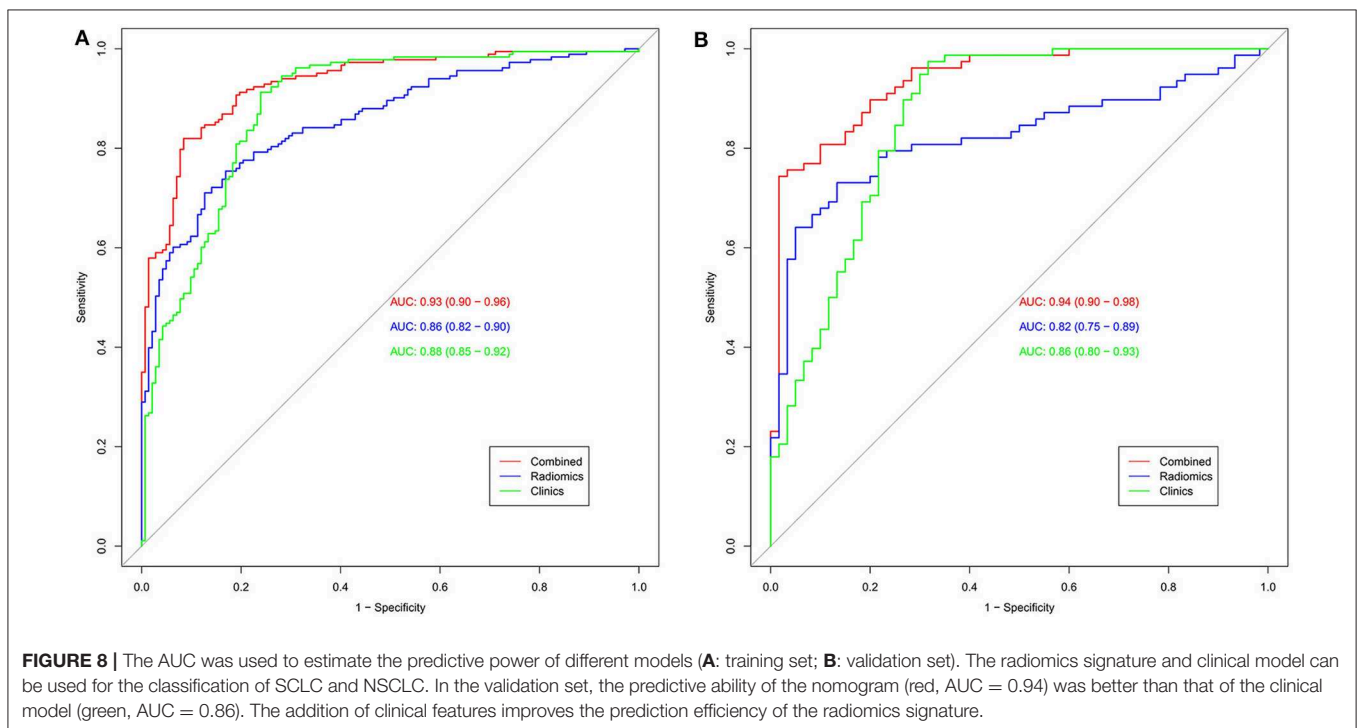 A
Sensitivity
1.0
0.8
0.6
0.4
0.2
0.0
AUC: 0.93 (0.90 − 0.96)
AUC: 0.86 (0.82 − 0.90)
AUC: 0.88 (0.85 − 0.92)
Combined
Radiomics
Clinics
0.0 0.2 0.4 0.6 0.8 1.0
1 − Specificity
B
Sensitivity
1.0
0.8
0.6
0.4
0.2
0.0
AUC: 0.94 (0.90 − 0.98)
AUC: 0.82 (0.75 − 0.89)
AUC: 0.86 (0.80 − 0.93)
Combined
Radiomics
Clinics
0.0 0.2 0.4 0.6 0.8 1.0
1 − Specificity
FIGURE 8 | The AUC was used to estimate the predictive power of different models (A: training set; B: validation set). The radiomics signature and clinical model can
be used for the classification of SCLC and NSCLC. In the validation set, the predictive ability of the nomogram (red, AUC = 0.94) was better than that of the clinical
model (green, AUC = 0.86). The addition of clinical features improves the prediction efficiency of the radiomics signature.